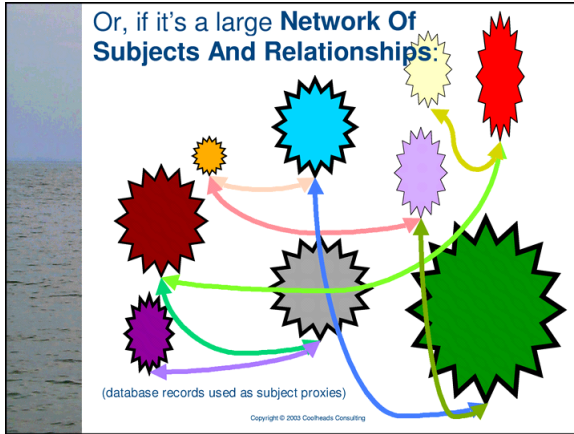 Or, if it's a large Network Of
Subjects And Relationships:
(database records used as subject proxies)
Copyright © 2003 Coolheads Consulting